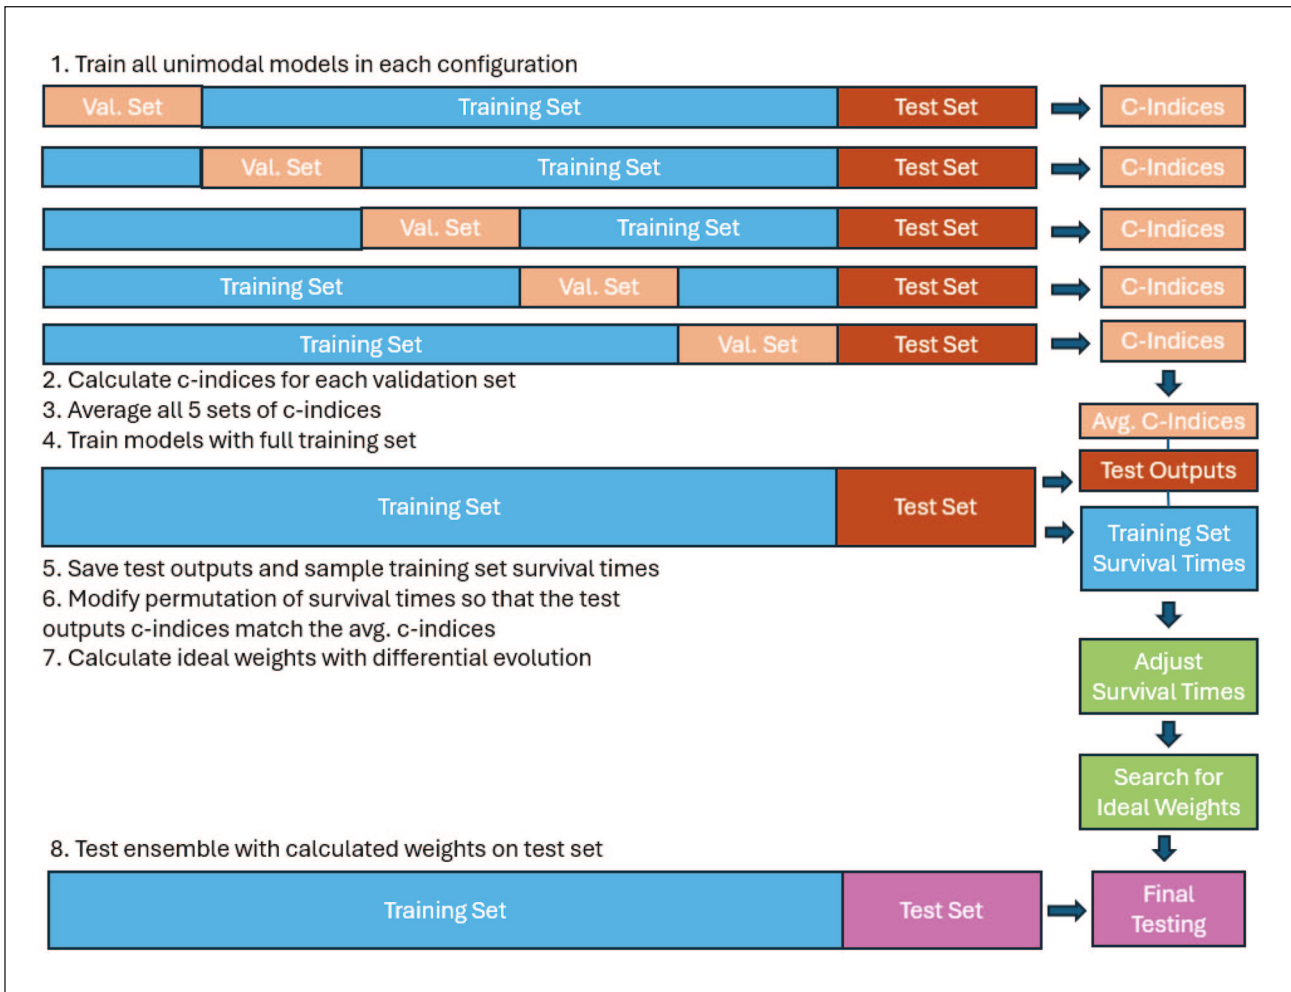 1. Train all unimodal models in each configuration
Val. Set
Training Set
Test Set
C-Indices
Val. Set
Training Set
Test Set
C-Indices
Val. Set
Training Set
Test Set
C-Indices
Training Set
Val. Set
Test Set
C-Indices
Training Set
Val. Set
Test Set
C-Indices
2. Calculate c-indices for each validation set
3. Average all 5 sets of c-indices
4. Train models with full training set
Avg. C-Indices
Training Set
Test Set
Test Outputs
Training Set
Survival Times
5. Save test outputs and sample training set survival times
6. Modify permutation of survival times so that the test
outputs c-indices match the avg. c-indices
7. Calculate ideal weights with differential evolution
Adjust
Survival Times
Search for
Ideal Weights
8. Test ensemble with calculated weights on test set
Training Set
Test Set
Final
Testing